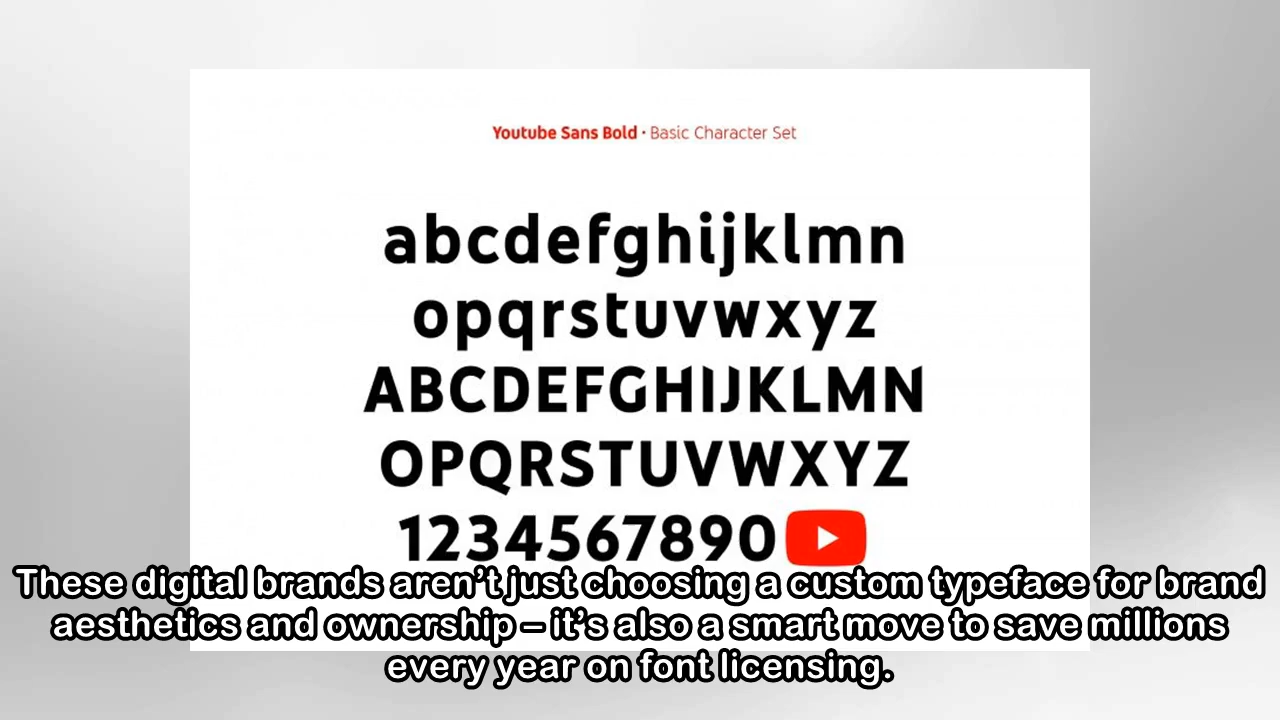 Youtube Sans Bold · Basic Character Set
abcdefghijklmn
opqrstuvwxyz
ABCDEFGHIJKLMN
OPQRSTUVWXYZ
1234567890
These digital brands aren’t just choosing a custom typeface for brand
aesthetics and ownership – it’s also a smart move to save millions
every year on font licensing.